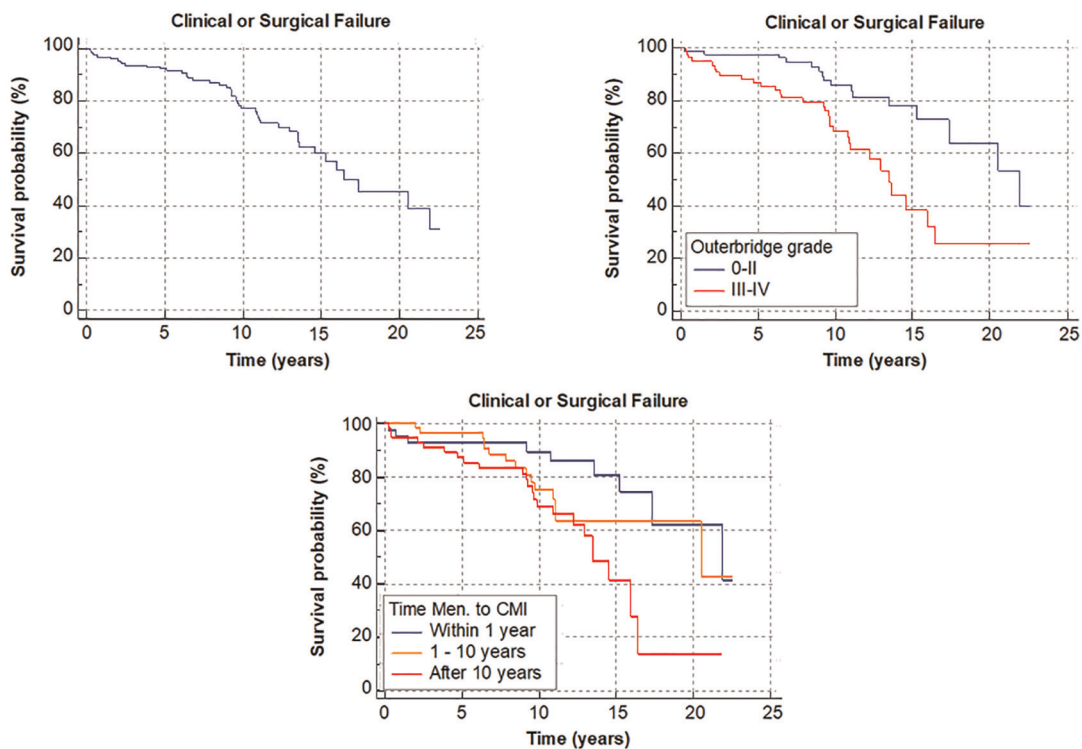 Clinical or Surgical Failure
100
80
60
40
20
0
Survival probability (%)
0 5 10 15 20 25
Time (years)
Clinical or Surgical Failure
100
80
60
40
20
0
Survival probability (%)
Outerbridge grade
0-II
III-IV
0 5 10 15 20 25
Time (years)
Clinical or Surgical Failure
100
80
60
40
20
0
Survival probability (%)
Time Men. to CMI
Within 1 year
1 - 10 years
After 10 years
0 5 10 15 20 25
Time (years)